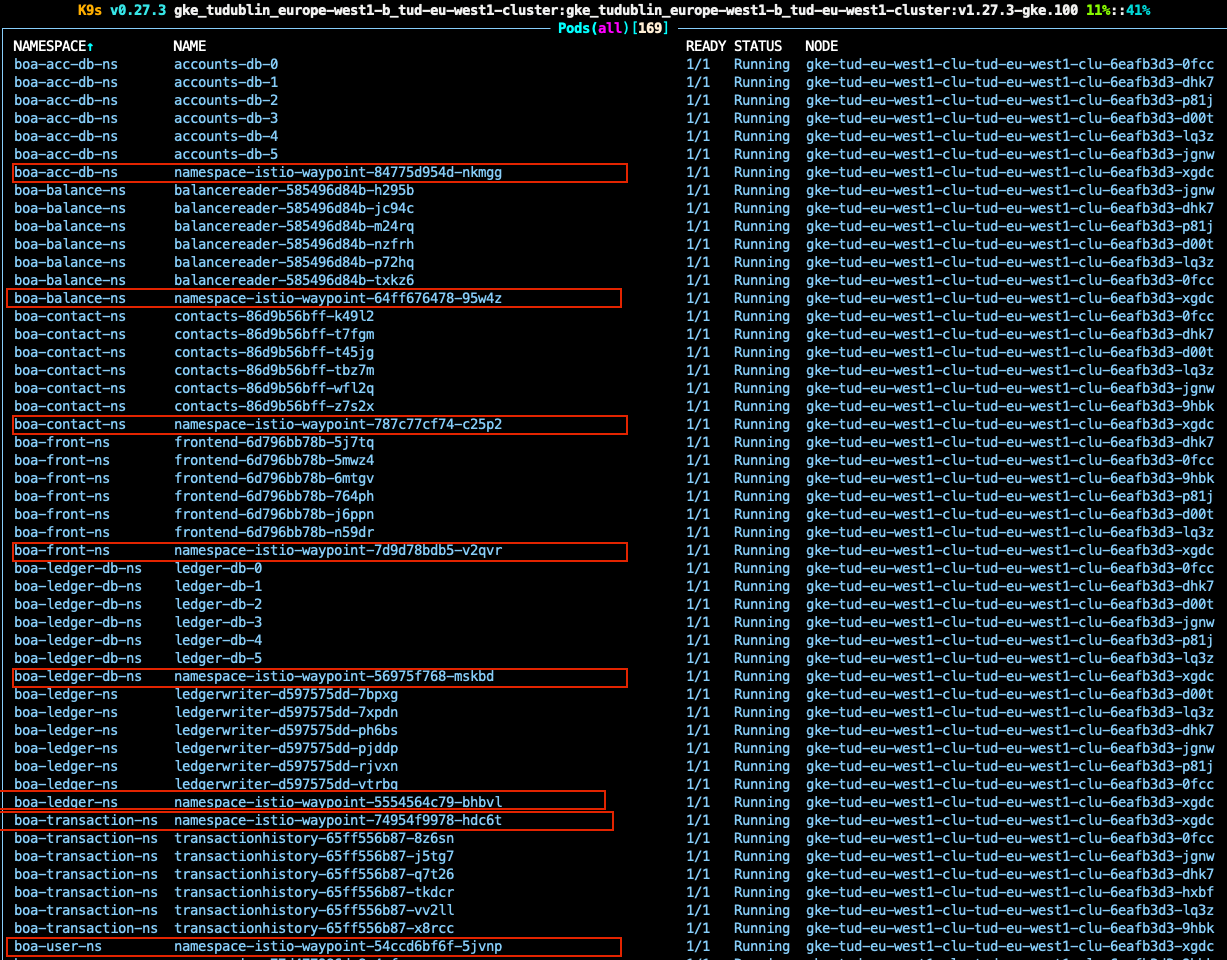 K9s v0.27.3 gke_tudublin_europe-west1-b_tud-eu-west1-cluster:gke_tudublin_europe-west1-b_tud-eu-west1-cluster:v1.27.3-gke.100 11%::41%
Pods(all)[169]
NAMESPACE↑ NAME READY STATUS NODE
boa-acc-db-ns accounts-db-0 1/1 Running gke-tud-eu-west1-clu-tud-eu-west1-clu-6eafb3d3-0fcc
boa-acc-db-ns accounts-db-1 1/1 Running gke-tud-eu-west1-clu-tud-eu-west1-clu-6eafb3d3-dhk7
boa-acc-db-ns accounts-db-2 1/1 Running gke-tud-eu-west1-clu-tud-eu-west1-clu-6eafb3d3-p81j
boa-acc-db-ns accounts-db-3 1/1 Running gke-tud-eu-west1-clu-tud-eu-west1-clu-6eafb3d3-d00t
boa-acc-db-ns accounts-db-4 1/1 Running gke-tud-eu-west1-clu-tud-eu-west1-clu-6eafb3d3-lq3z
boa-acc-db-ns accounts-db-5 1/1 Running gke-tud-eu-west1-clu-tud-eu-west1-clu-6eafb3d3-jgnw
boa-acc-db-ns namespace-istio-waypoint-84775d954d-nkmgg 1/1 Running gke-tud-eu-west1-clu-tud-eu-west1-clu-6eafb3d3-xgdc
boa-balance-ns balancereader-585496d84b-h295b 1/1 Running gke-tud-eu-west1-clu-tud-eu-west1-clu-6eafb3d3-jgnw
boa-balance-ns balancereader-585496d84b-jc94c 1/1 Running gke-tud-eu-west1-clu-tud-eu-west1-clu-6eafb3d3-dhk7
boa-balance-ns balancereader-585496d84b-m24rq 1/1 Running gke-tud-eu-west1-clu-tud-eu-west1-clu-6eafb3d3-p81j
boa-balance-ns balancereader-585496d84b-nzfrh 1/1 Running gke-tud-eu-west1-clu-tud-eu-west1-clu-6eafb3d3-d00t
boa-balance-ns balancereader-585496d84b-p72hq 1/1 Running gke-tud-eu-west1-clu-tud-eu-west1-clu-6eafb3d3-lq3z
boa-balance-ns balancereader-585496d84b-txkz6 1/1 Running gke-tud-eu-west1-clu-tud-eu-west1-clu-6eafb3d3-0fcc
boa-balance-ns namespace-istio-waypoint-64ff676478-95w4z 1/1 Running gke-tud-eu-west1-clu-tud-eu-west1-clu-6eafb3d3-xgdc
boa-contact-ns contacts-86d9b56bff-k49l2 1/1 Running gke-tud-eu-west1-clu-tud-eu-west1-clu-6eafb3d3-0fcc
boa-contact-ns contacts-86d9b56bff-t7fgm 1/1 Running gke-tud-eu-west1-clu-tud-eu-west1-clu-6eafb3d3-dhk7
boa-contact-ns contacts-86d9b56bff-t45jg 1/1 Running gke-tud-eu-west1-clu-tud-eu-west1-clu-6eafb3d3-d00t
boa-contact-ns contacts-86d9b56bff-tbz7m 1/1 Running gke-tud-eu-west1-clu-tud-eu-west1-clu-6eafb3d3-lq3z
boa-contact-ns contacts-86d9b56bff-wfl2q 1/1 Running gke-tud-eu-west1-clu-tud-eu-west1-clu-6eafb3d3-jgnw
boa-contact-ns contacts-86d9b56bff-z7s2x 1/1 Running gke-tud-eu-west1-clu-tud-eu-west1-clu-6eafb3d3-9hbk
boa-contact-ns namespace-istio-waypoint-787c77cf74-c25p2 1/1 Running gke-tud-eu-west1-clu-tud-eu-west1-clu-6eafb3d3-xgdc
boa-front-ns frontend-6d796bb78b-5j7tq 1/1 Running gke-tud-eu-west1-clu-tud-eu-west1-clu-6eafb3d3-dhk7
boa-front-ns frontend-6d796bb78b-5mwz4 1/1 Running gke-tud-eu-west1-clu-tud-eu-west1-clu-6eafb3d3-0fcc
boa-front-ns frontend-6d796bb78b-6mtgv 1/1 Running gke-tud-eu-west1-clu-tud-eu-west1-clu-6eafb3d3-9hbk
boa-front-ns frontend-6d796bb78b-764ph 1/1 Running gke-tud-eu-west1-clu-tud-eu-west1-clu-6eafb3d3-p81j
boa-front-ns frontend-6d796bb78b-j6ppn 1/1 Running gke-tud-eu-west1-clu-tud-eu-west1-clu-6eafb3d3-d00t
boa-front-ns frontend-6d796bb78b-n59dr 1/1 Running gke-tud-eu-west1-clu-tud-eu-west1-clu-6eafb3d3-lq3z
boa-front-ns namespace-istio-waypoint-7d9d78bdb5-v2qvr 1/1 Running gke-tud-eu-west1-clu-tud-eu-west1-clu-6eafb3d3-xgdc
boa-ledger-db-ns ledger-db-0 1/1 Running gke-tud-eu-west1-clu-tud-eu-west1-clu-6eafb3d3-0fcc
boa-ledger-db-ns ledger-db-1 1/1 Running gke-tud-eu-west1-clu-tud-eu-west1-clu-6eafb3d3-dhk7
boa-ledger-db-ns ledger-db-2 1/1 Running gke-tud-eu-west1-clu-tud-eu-west1-clu-6eafb3d3-d00t
boa-ledger-db-ns ledger-db-3 1/1 Running gke-tud-eu-west1-clu-tud-eu-west1-clu-6eafb3d3-jgnw
boa-ledger-db-ns ledger-db-4 1/1 Running gke-tud-eu-west1-clu-tud-eu-west1-clu-6eafb3d3-p81j
boa-ledger-db-ns ledger-db-5 1/1 Running gke-tud-eu-west1-clu-tud-eu-west1-clu-6eafb3d3-lq3z
boa-ledger-db-ns namespace-istio-waypoint-56975f768-mskbd 1/1 Running gke-tud-eu-west1-clu-tud-eu-west1-clu-6eafb3d3-xgdc
boa-ledger-ns ledgerwriter-d597575dd-7bpxg 1/1 Running gke-tud-eu-west1-clu-tud-eu-west1-clu-6eafb3d3-d00t
boa-ledger-ns ledgerwriter-d597575dd-7xpdn 1/1 Running gke-tud-eu-west1-clu-tud-eu-west1-clu-6eafb3d3-lq3z
boa-ledger-ns ledgerwriter-d597575dd-ph6bs 1/1 Running gke-tud-eu-west1-clu-tud-eu-west1-clu-6eafb3d3-dhk7
boa-ledger-ns ledgerwriter-d597575dd-pjddp 1/1 Running gke-tud-eu-west1-clu-tud-eu-west1-clu-6eafb3d3-jgnw
boa-ledger-ns ledgerwriter-d597575dd-rjvxn 1/1 Running gke-tud-eu-west1-clu-tud-eu-west1-clu-6eafb3d3-p81j
boa-ledger-ns ledgerwriter-d597575dd-vtrbg 1/1 Running gke-tud-eu-west1-clu-tud-eu-west1-clu-6eafb3d3-0fcc
boa-ledger-ns namespace-istio-waypoint-5554564c79-bhbvl 1/1 Running gke-tud-eu-west1-clu-tud-eu-west1-clu-6eafb3d3-xgdc
boa-transaction-ns namespace-istio-waypoint-74954f9978-hdc6t 1/1 Running gke-tud-eu-west1-clu-tud-eu-west1-clu-6eafb3d3-xgdc
boa-transaction-ns transactionhistory-65ff556b87-8z6sn 1/1 Running gke-tud-eu-west1-clu-tud-eu-west1-clu-6eafb3d3-0fcc
boa-transaction-ns transactionhistory-65ff556b87-j5tg7 1/1 Running gke-tud-eu-west1-clu-tud-eu-west1-clu-6eafb3d3-jgnw
boa-transaction-ns transactionhistory-65ff556b87-q7t26 1/1 Running gke-tud-eu-west1-clu-tud-eu-west1-clu-6eafb3d3-dhk7
boa-transaction-ns transactionhistory-65ff556b87-tkdcr 1/1 Running gke-tud-eu-west1-clu-tud-eu-west1-clu-6eafb3d3-hxbf
boa-transaction-ns transactionhistory-65ff556b87-vv2ll 1/1 Running gke-tud-eu-west1-clu-tud-eu-west1-clu-6eafb3d3-lq3z
boa-transaction-ns transactionhistory-65ff556b87-x8rcc 1/1 Running gke-tud-eu-west1-clu-tud-eu-west1-clu-6eafb3d3-9hbk
boa-user-ns namespace-istio-waypoint-54ccd6bf6f-5jvnp 1/1 Running gke-tud-eu-west1-clu-tud-eu-west1-clu-6eafb3d3-xgdc